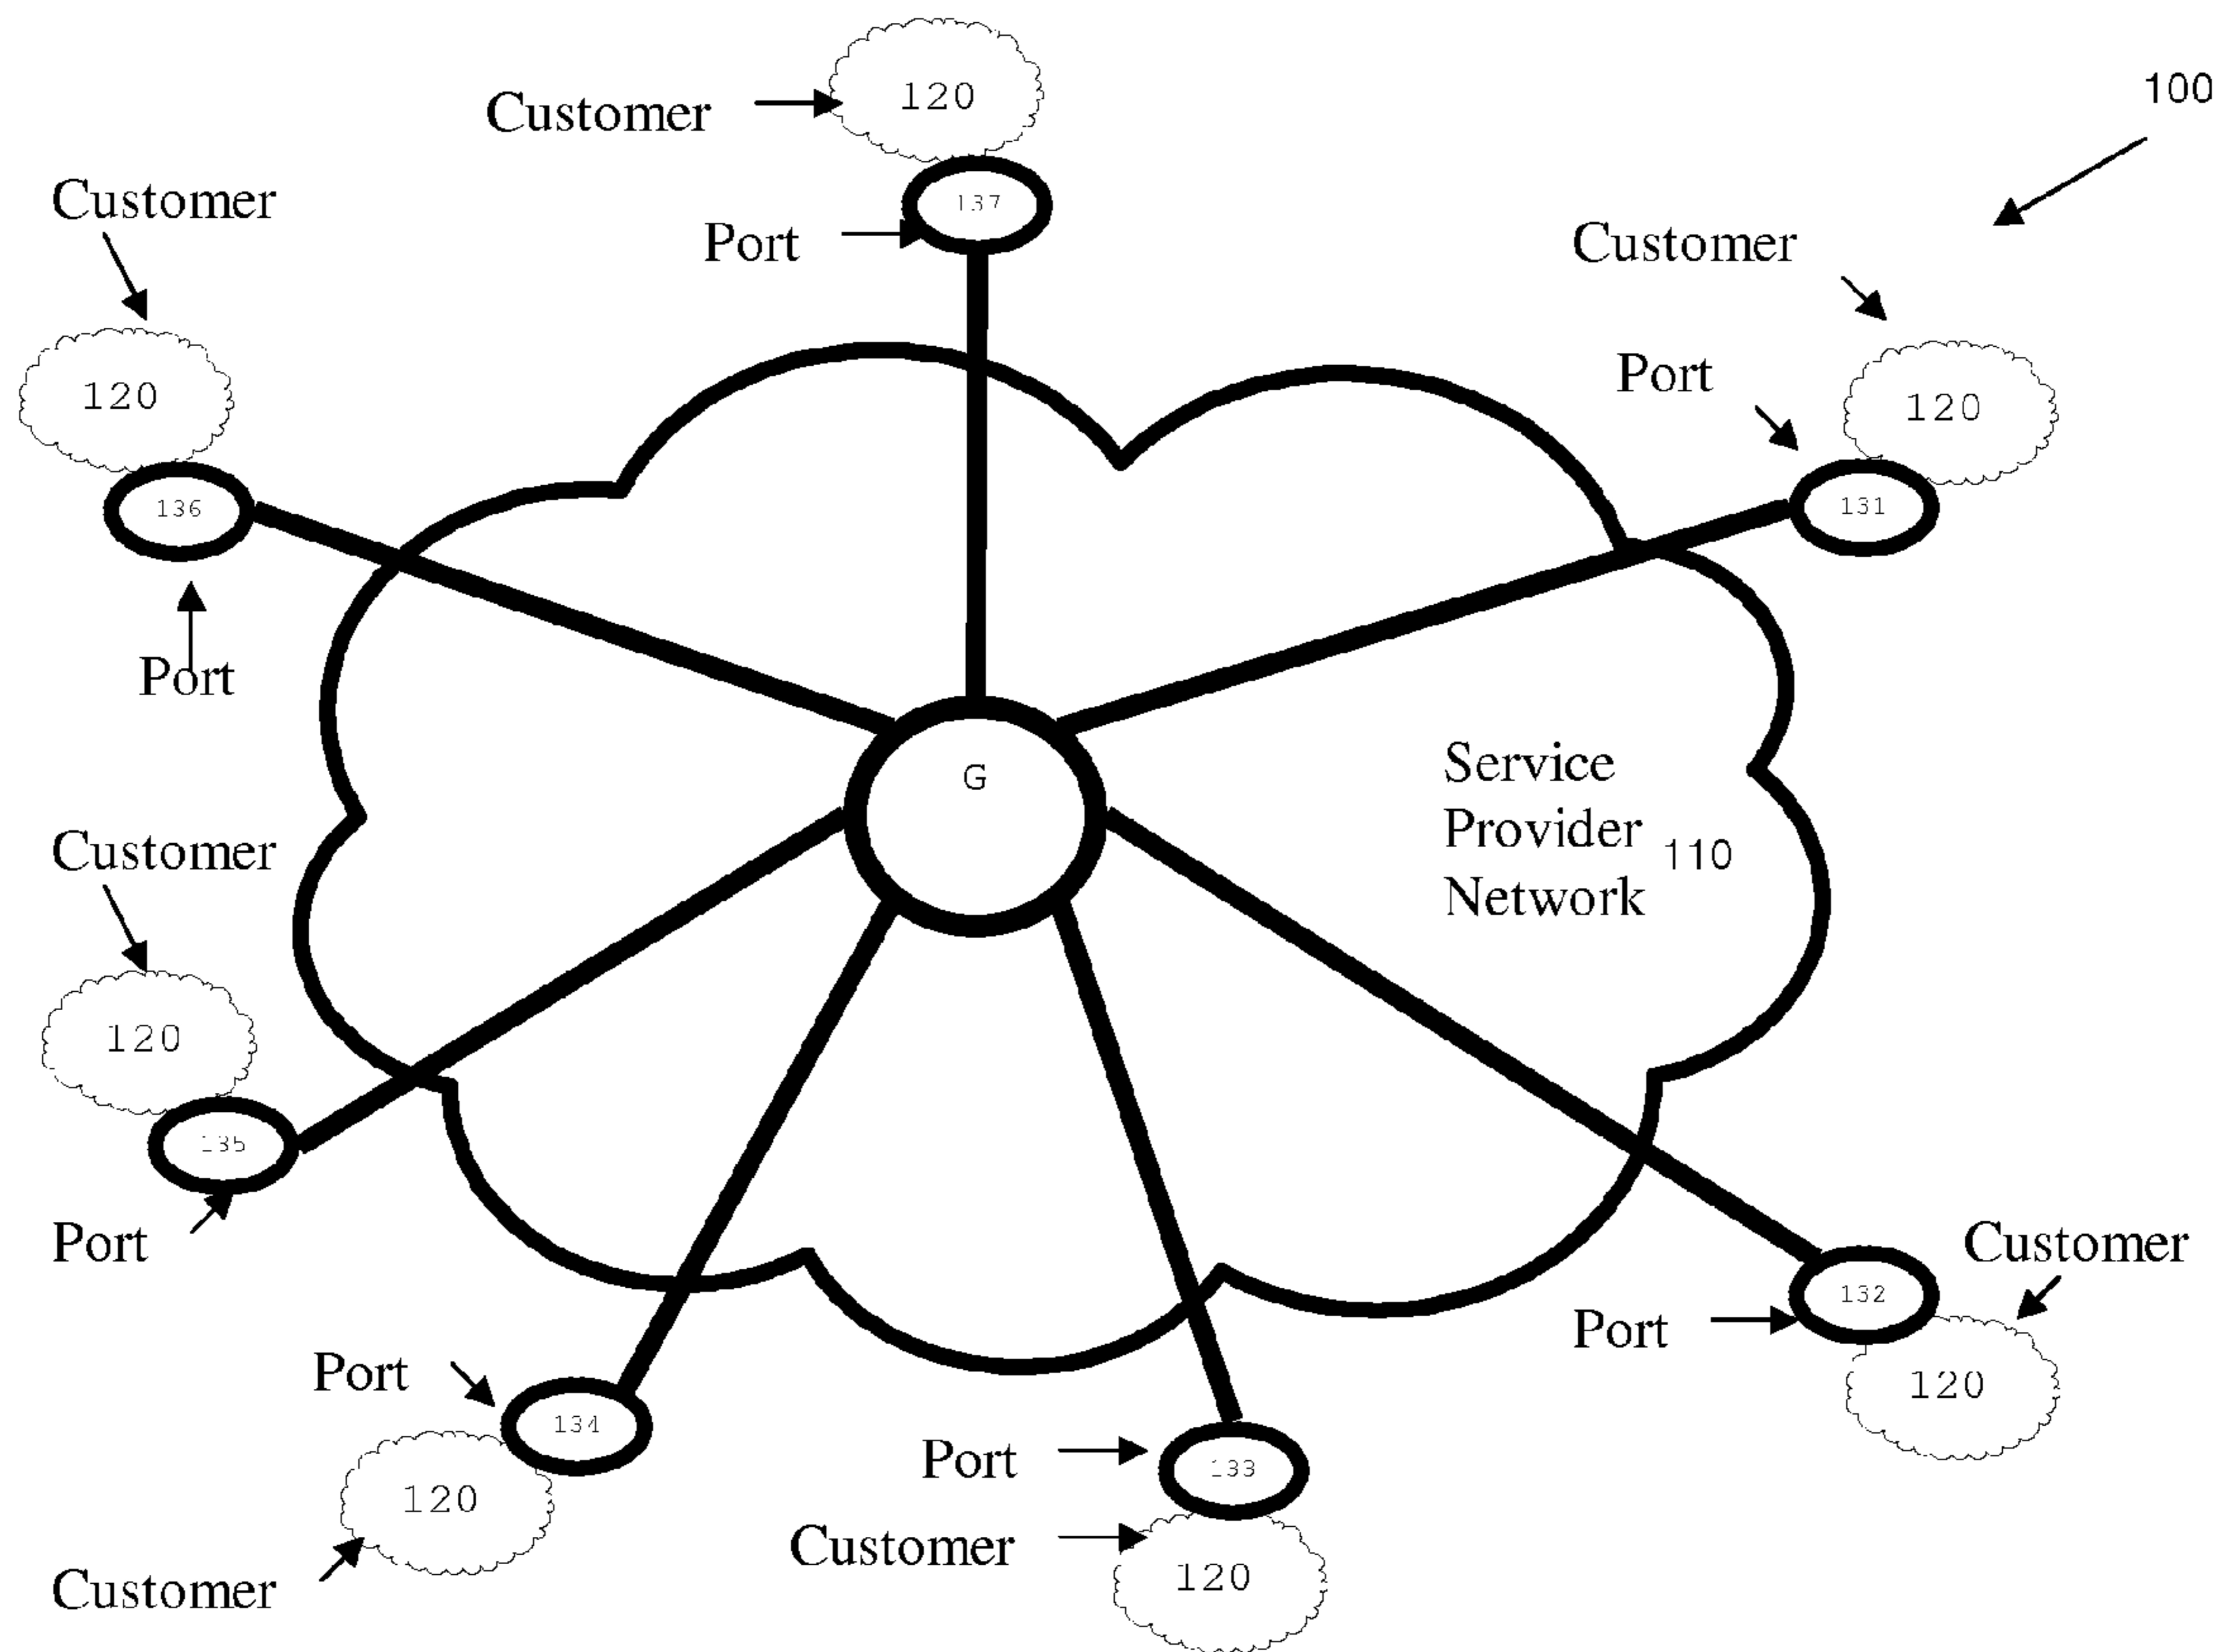 120
100
Customer
137
Customer
Port
Customer
Port
120
120
136
131
Port
G
Service
Provider
110
Network
Customer
120
135
Port
Customer
132
Port
Port
120
134
Port
120
133
Customer
120
Customer